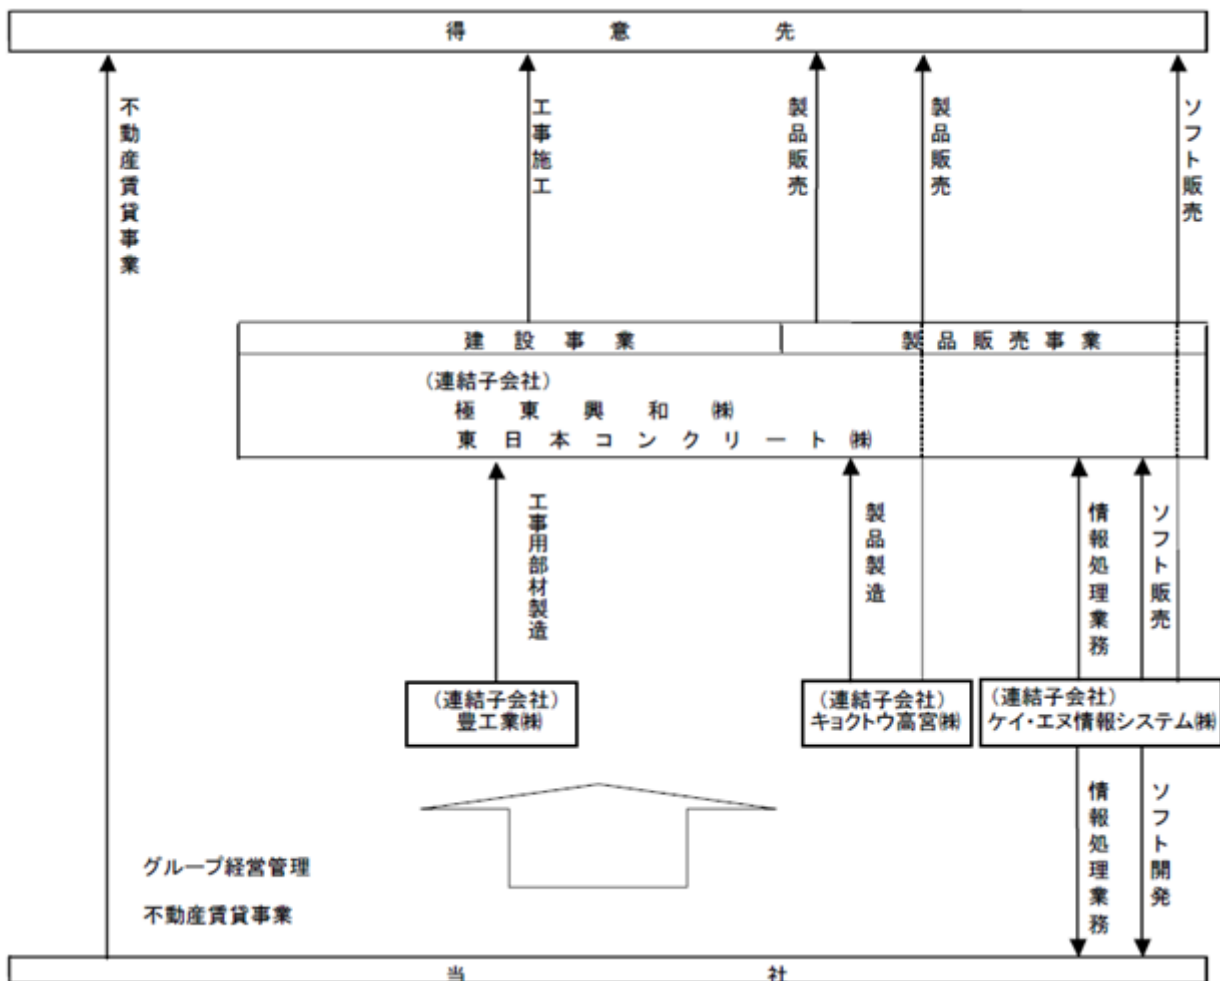 得意先
不動産賃貸事業
工事施工
製品販売
製品販売
ソフト販売
建設事業
製品販売事業
(連結子会社)
極東興和㈱
東日本コンクリート㈱
工事用部材製造
製品製造
情報処理業務
ソフト販売
(連結子会社)
豊工業㈱
(連結子会社)
キョクトウ高宮㈱
(連結子会社)
ケイ・エヌ情報システム㈱
情報処理業務
ソフト開発
グループ経営管理
不動産賃貸事業
当社